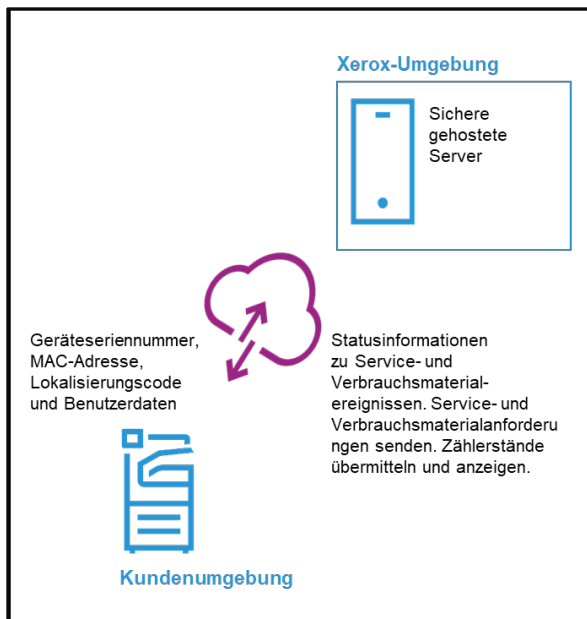 Xerox-Umgebung
Sichere
gehostete
Server
Geräteseriennummer,
MAC-Adresse,
Lokalisierungscode
und Benutzerdaten
Statusinformationen
zu Service- und
Verbrauchsmaterial-
ereignissen. Service- und
Verbrauchsmaterialanforderu
ngen senden. Zählerstände
übermitteln und anzeigen.
Kundenumgebung